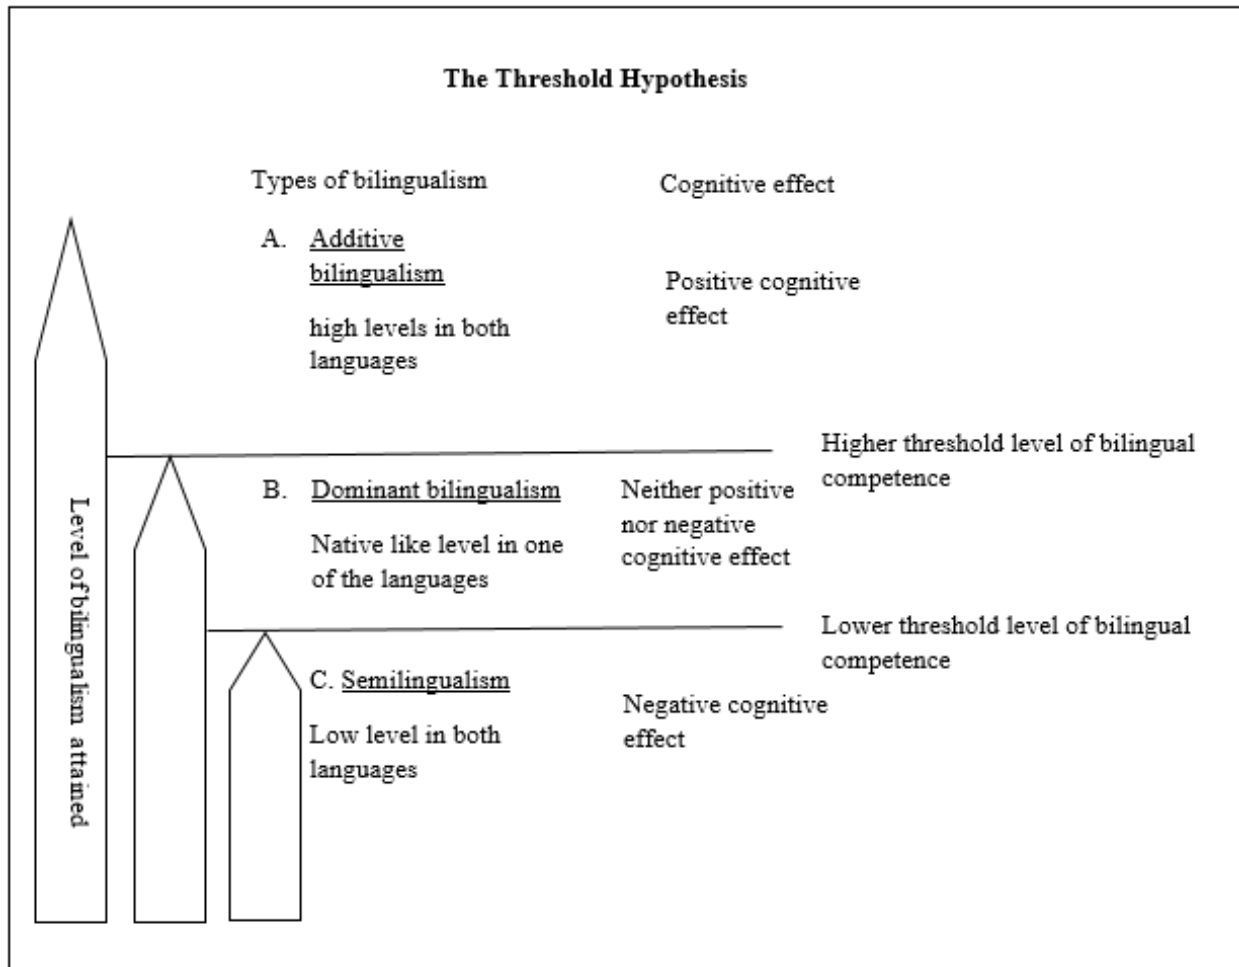 The Threshold Hypothesis
Types of bilingualism
Cognitive effect
A. Additive
bilingualism
high levels in both
languages
Positive cognitive
effect
Higher threshold level of bilingual
competence
B. Dominant bilingualism
Native like level in one
of the languages
Neither positive
nor negative
cognitive effect
Lower threshold level of bilingual
competence
C. Semilingualism
Low level in both
languages
Negative cognitive
effect
Level of bilingualism attained